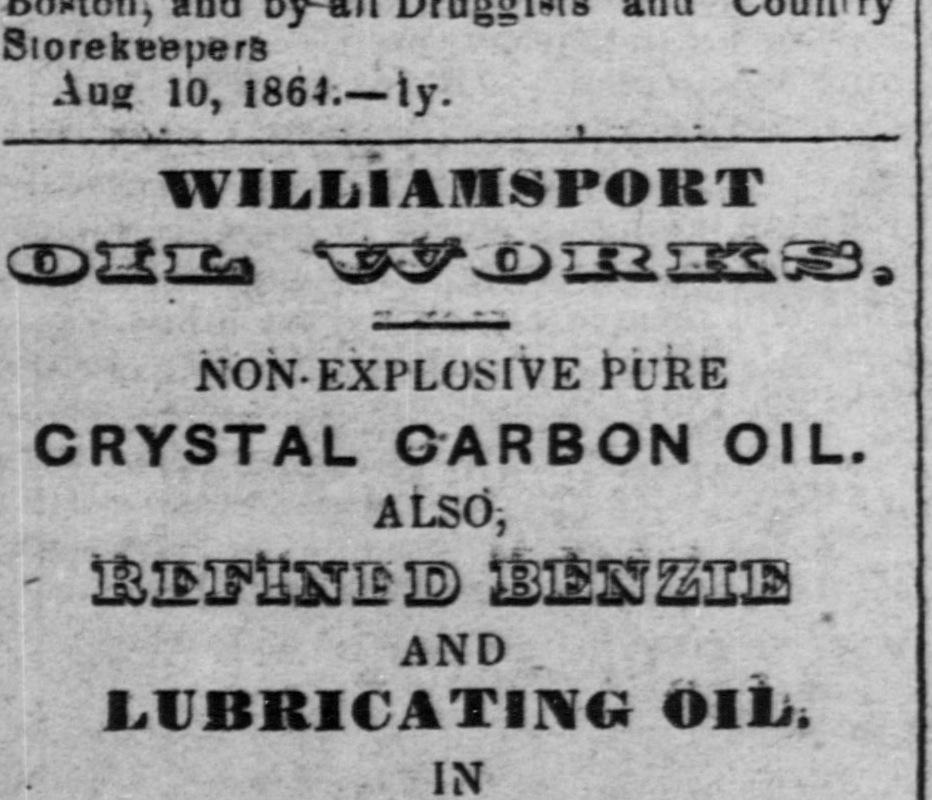 Boston, and by all Druggists and Country
Storekeepers
Aug 10, 1864.—1y.
WILLIAMSPORT
OIL WORKS.
NON-EXPLOSIVE PURE
CRYSTAL CARBON OIL.
ALSO,
REFINED BENZIE
AND
LUBRICATING OIL.
IN